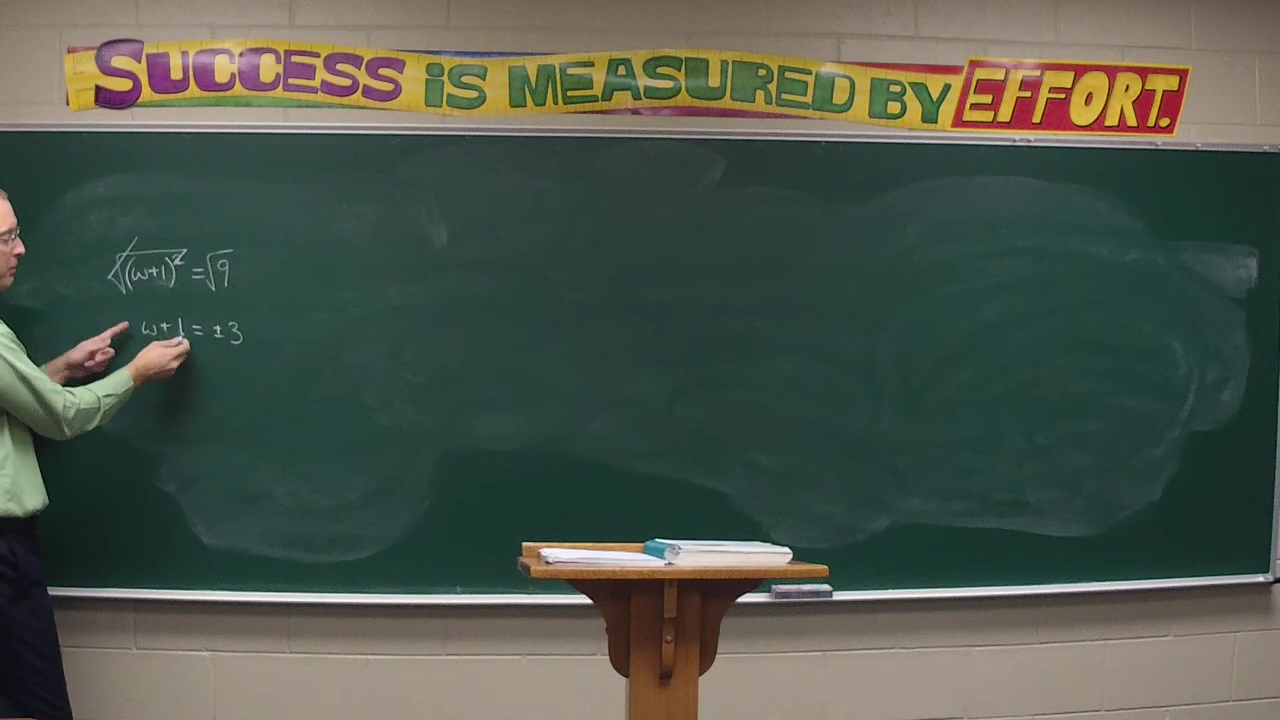 SUCCESS iS MEASURED BY EFFORT.
√(w+1)² = √9
w+1 = ±3